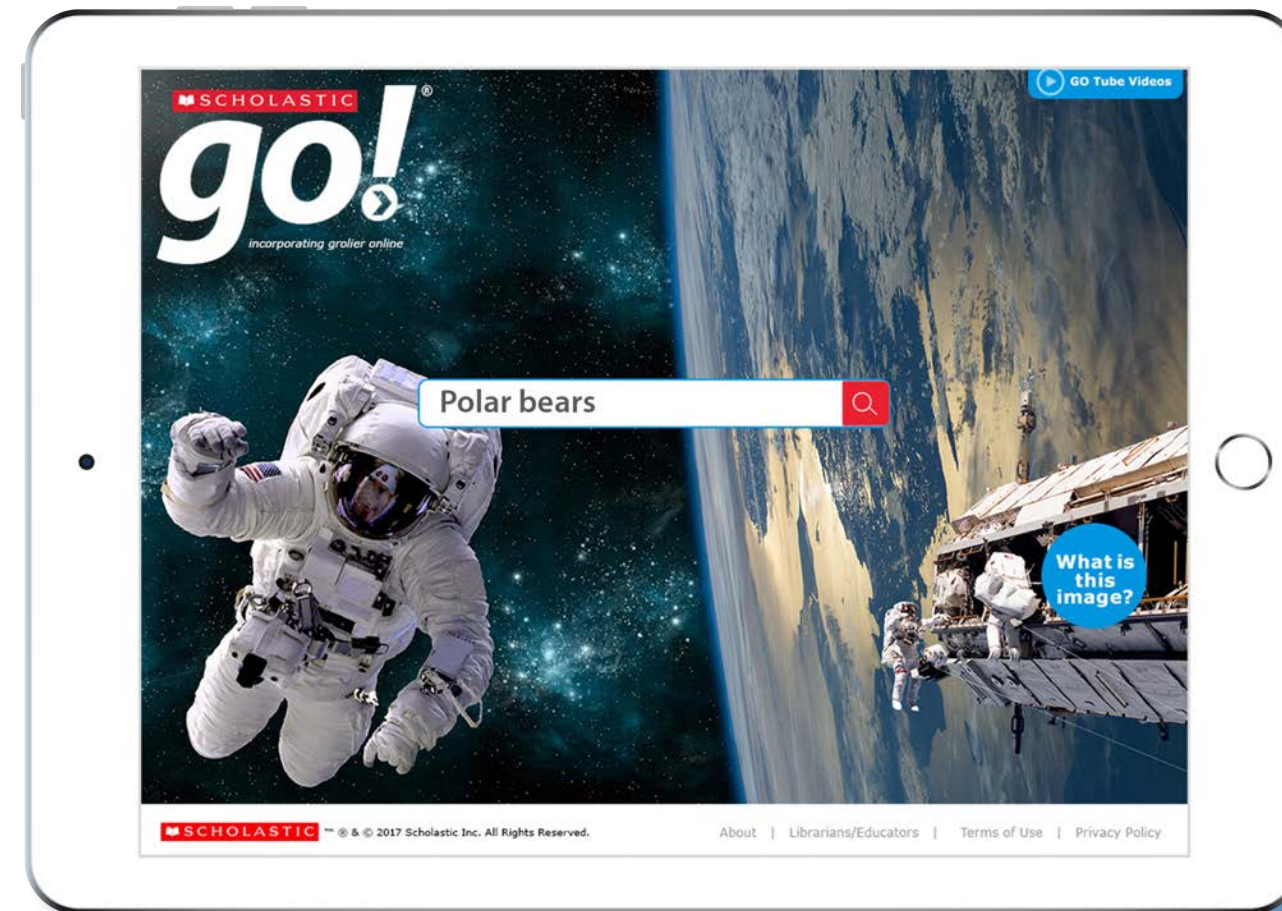 SCHOLASTIC
go!®
incorporating grolier online
GO Tube Videos
Polar bears
What is
this
image?
SCHOLASTIC ™ ® & © 2017 Scholastic Inc. All Rights Reserved.
About | Librarians/Educators | Terms of Use | Privacy Policy